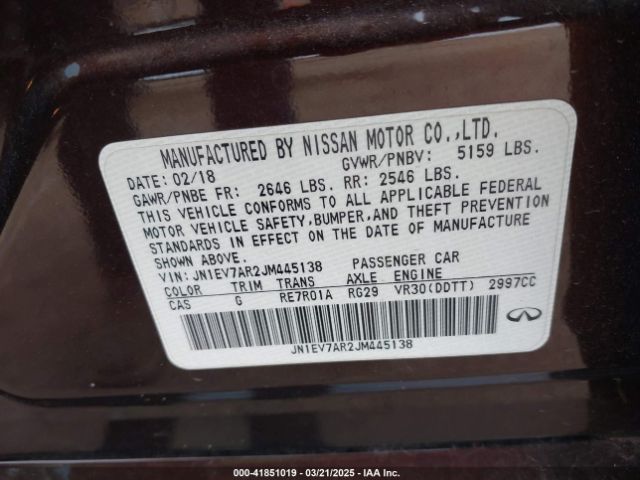 MANUFACTURED BY NISSAN MOTOR CO.,LTD.
DATE: 02/18 GVWR/PNBV: 5159 LBS.
GAWR/PNBE FR: 2646 LBS. RR: 2546 LBS.
THIS VEHICLE CONFORMS TO ALL APPLICABLE FEDERAL
MOTOR VEHICLE SAFETY,BUMPER,AND THEFT PREVENTION
STANDARDS IN EFFECT ON THE DATE OF MANUFACTURE
SHOWN ABOVE.
VIN: JN1EV7AR2JM445138 PASSENGER CAR
COLOR TRIM TRANS AXLE ENGINE
CAS G RE7R01A RG29 VR30(DDTT) 2997CC
JN1EV7AR2JM445138
INFINITI
000-41851019 — 03/21/2025 — IAA Inc.